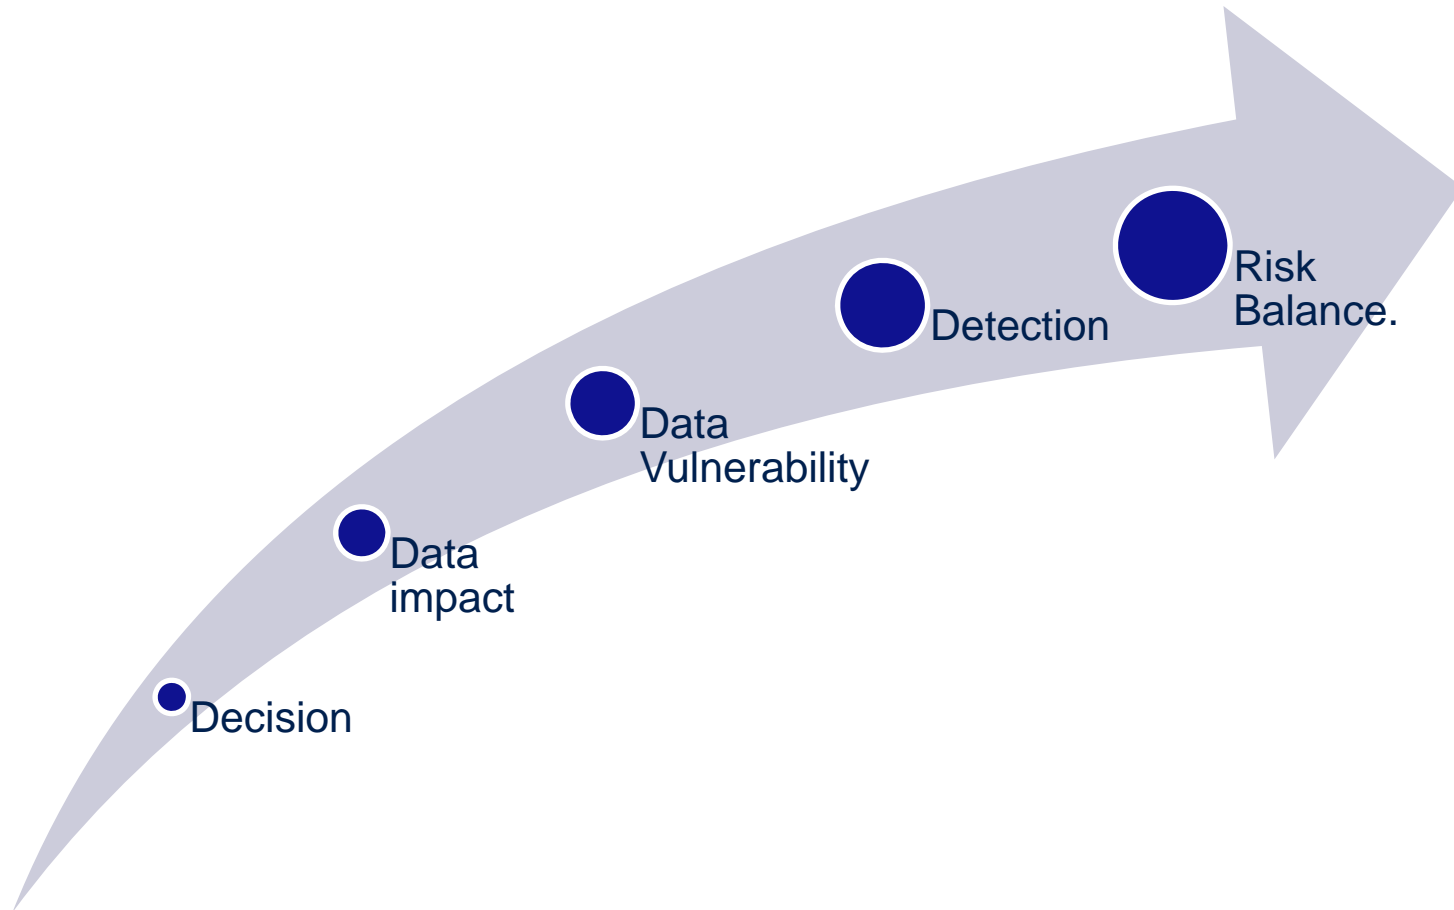 Risk
Balance.
Detection
Data
Vulnerability
Data
impact
Decision